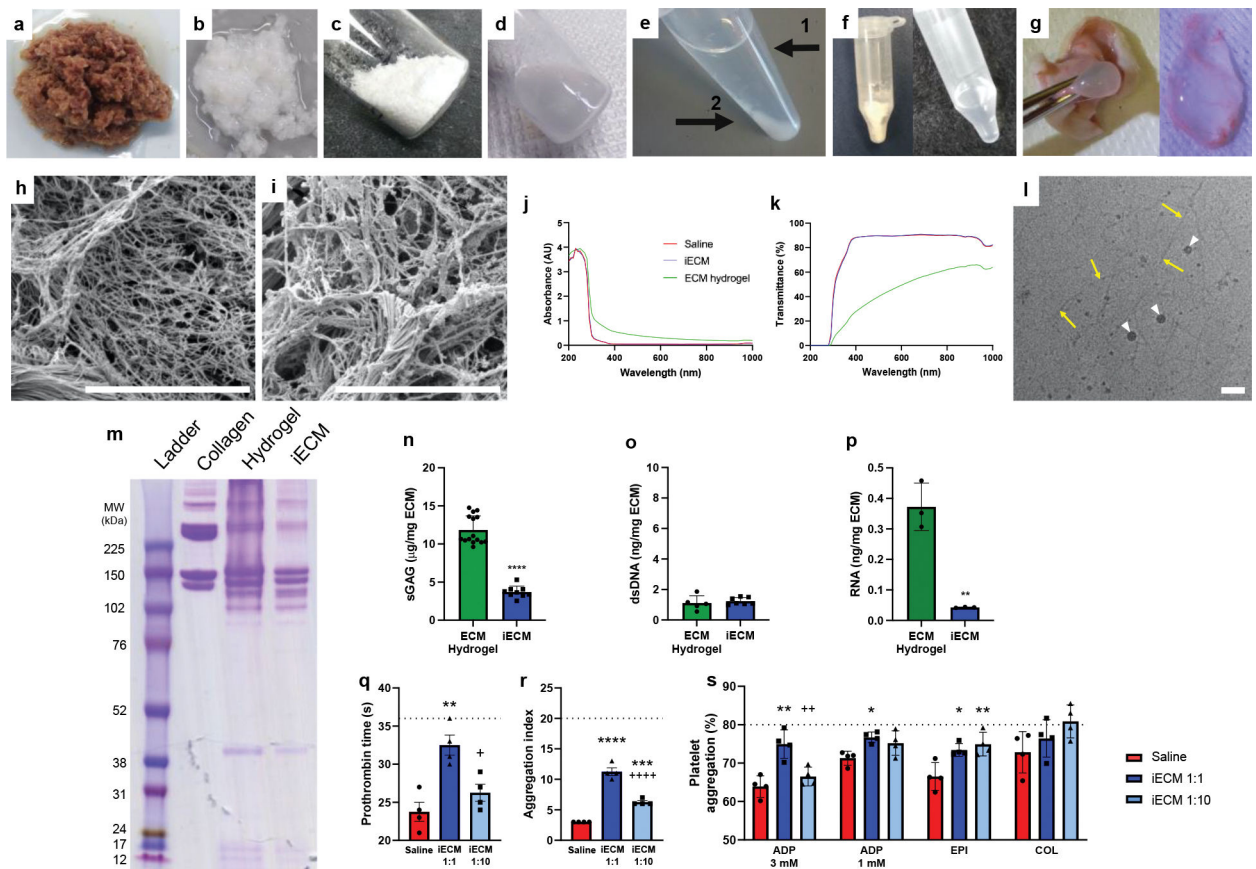 a
b
c
d
e
1
2
f
g
h
i
j
Absorbance (AU)
5
4
3
2
1
0
200
400
600
800
1000
Wavelength (nm)
Saline
iECM
ECM hydrogel
k
Transmittance (%)
100
80
60
40
20
0
200
400
600
800
1000
Wavelength (nm)
l
m
Ladder
Collagen
Hydrogel
iECM
MW
(kDa)
225
150
102
76
52
38
31
24
17
12
n
sGAG (μg/mg ECM)
20
15
10
5
0
****
ECM
Hydrogel
iECM
o
dsDNA (ng/mg ECM)
10
8
6
4
2
0
ECM
Hydrogel
iECM
p
RNA (ng/mg ECM)
0.5
0.4
0.3
0.2
0.1
0.0
**
ECM
Hydrogel
iECM
q
Prothrombin time (s)
40
35
30
25
20
**
+
Saline
iECM
1:1
iECM
1:10
r
Aggregation index
25
20
15
10
5
0
****
***
++++
Saline
iECM
1:1
iECM
1:10
s
Platelet
aggregation (%)
90
80
70
60
50
**
++
*
*
**
ADP
3 mM
ADP
1 mM
EPI
COL
Saline
iECM 1:1
iECM 1:10